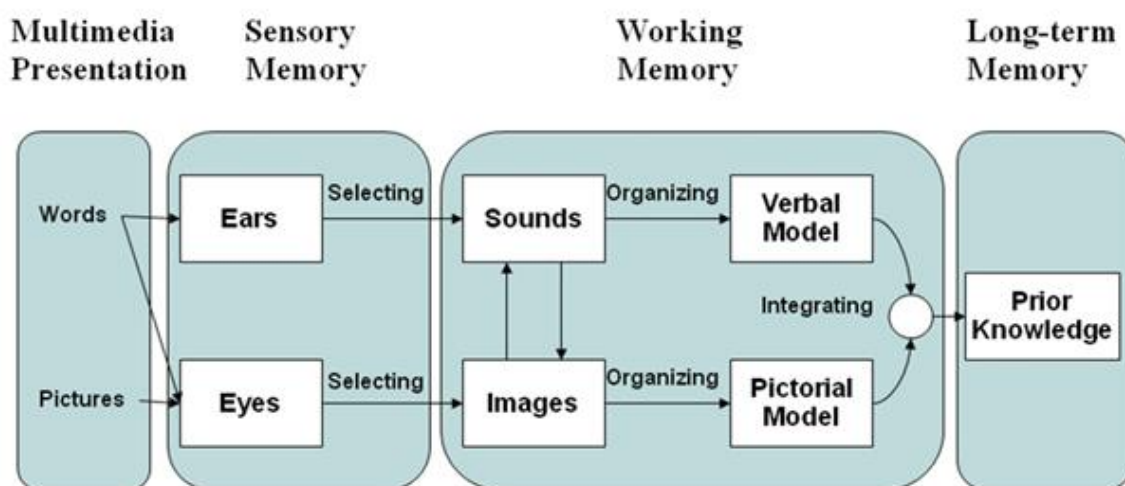 Multimedia
Presentation
Sensory
Memory
Working
Memory
Long-term
Memory
Words
Pictures
Ears
Eyes
Selecting
Selecting
Sounds
Images
Organizing
Organizing
Verbal
Model
Pictorial
Model
Integrating
Prior
Knowledge